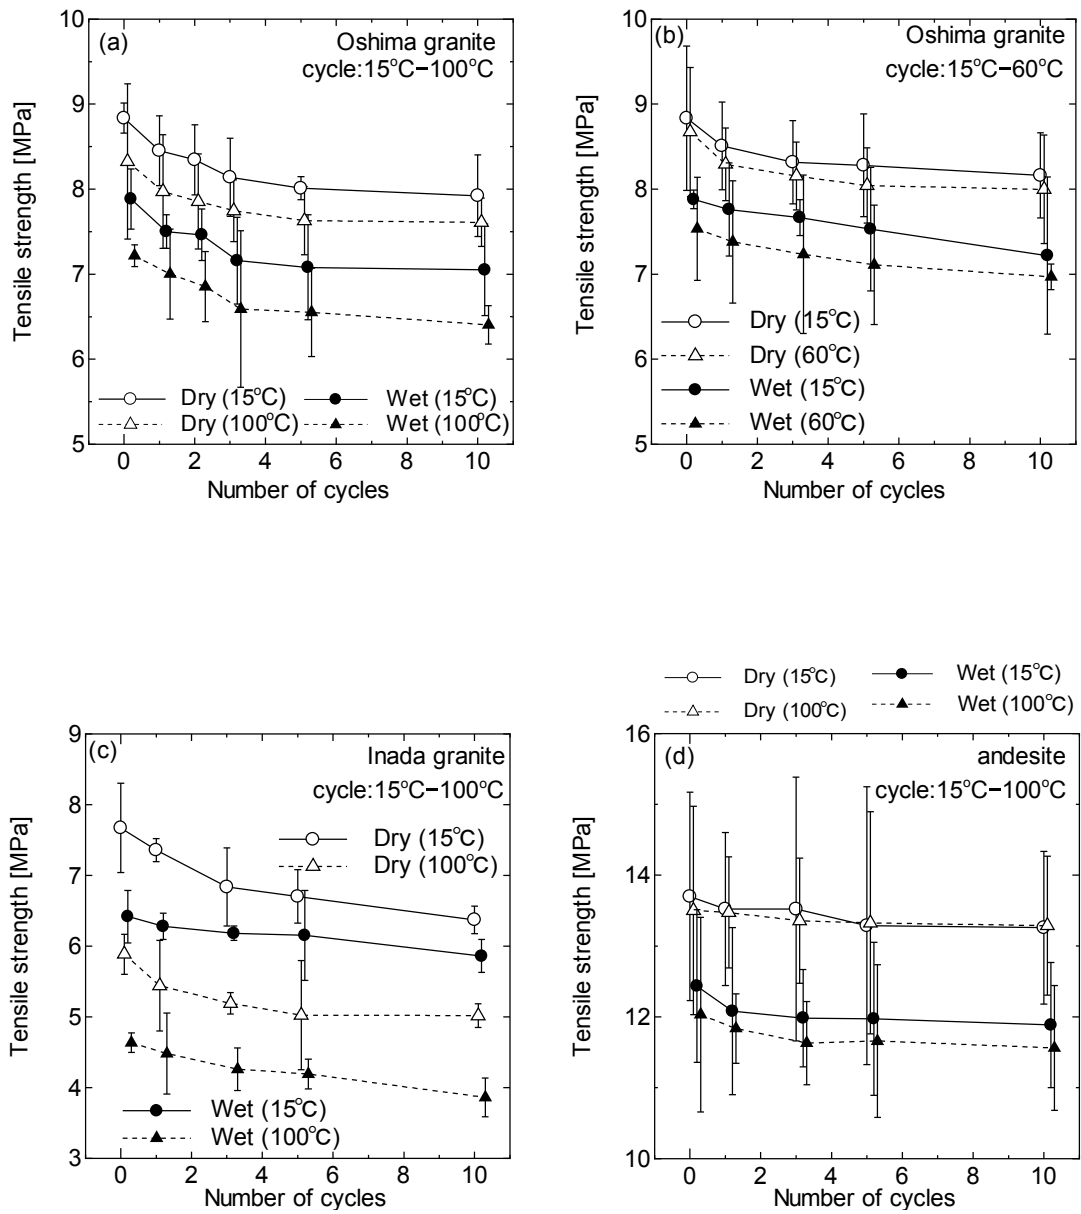 (a)
Oshima granite
cycle:15°C−100°C
Tensile strength [MPa]
10
9
8
7
6
5
Dry (15°C)
Wet (15°C)
Dry (100°C)
Wet (100°C)
0 2 4 6 8 10
Number of cycles
(b)
Oshima granite
cycle:15°C−60°C
Tensile strength [MPa]
10
9
8
7
6
5
Dry (15°C)
Dry (60°C)
Wet (15°C)
Wet (60°C)
0 2 4 6 8 10
Number of cycles
(c)
Inada granite
cycle:15°C−100°C
Tensile strength [MPa]
9
8
7
6
5
4
3
Dry (15°C)
Dry (100°C)
Wet (15°C)
Wet (100°C)
0 2 4 6 8 10
Number of cycles
Dry (15°C)
Wet (15°C)
Dry (100°C)
Wet (100°C)
(d)
andesite
cycle:15°C−100°C
Tensile strength [MPa]
16
14
12
10
0 2 4 6 8 10
Number of cycles